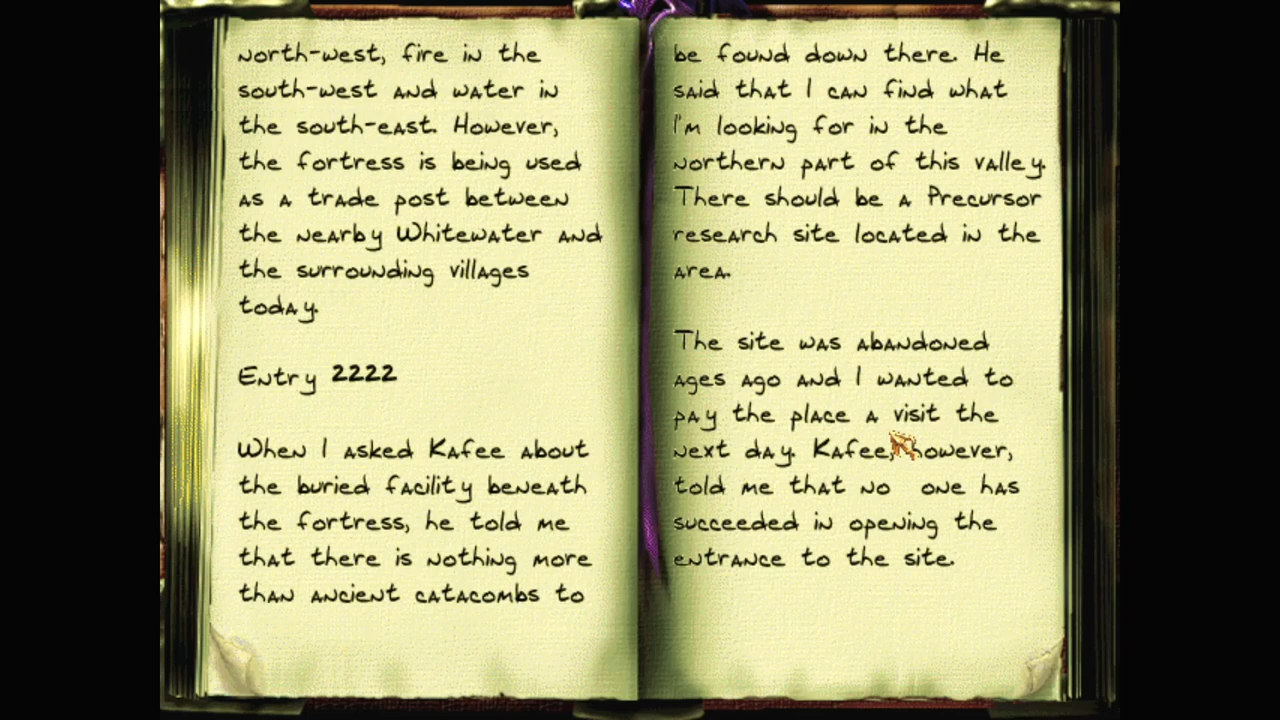 north-west, fire in the
south-west and water in
the south-east. However,
the fortress is being used
as a trade post between
the nearby Whitewater and
the surrounding villages
today.
Entry 2222
When I asked Kafee about
the buried facility beneath
the fortress, he told me
that there is nothing more
than ancient catacombs to
be found down there. He
said that I can find what
I'm looking for in the
northern part of this valley.
There should be a Precursor
research site located in the
area.
The site was abandoned
ages ago and I wanted to
pay the place a visit the
next day. Kafee, however,
told me that no one has
succeeded in opening the
entrance to the site.